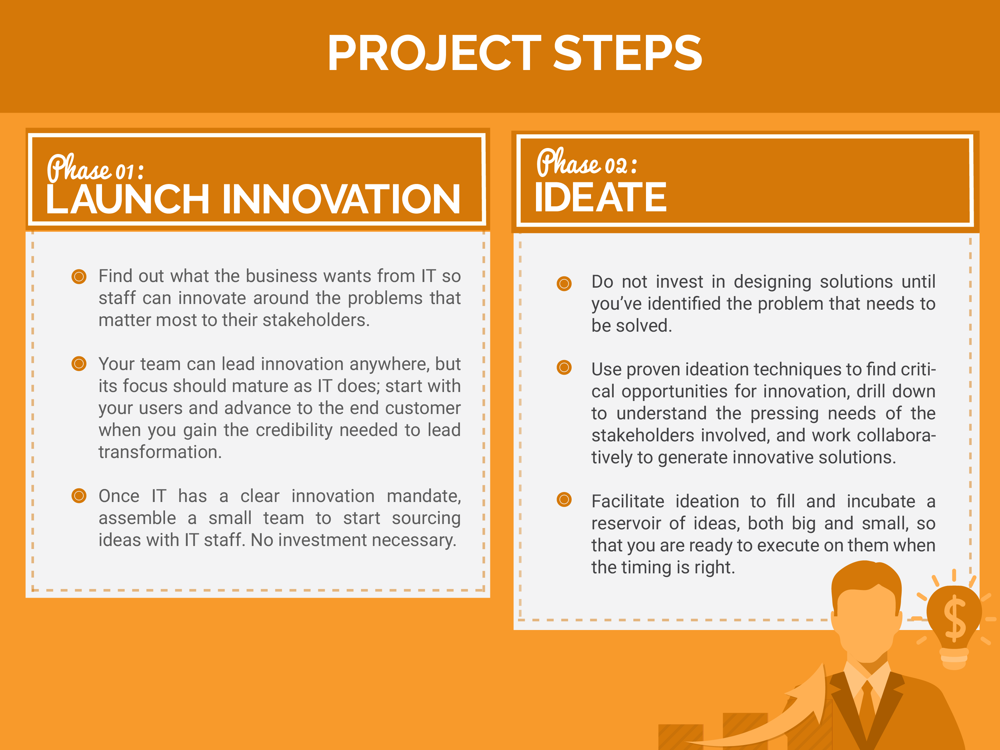 PROJECT STEPS
Phase 01:
LAUNCH INNOVATION
Find out what the business wants from IT so
staff can innovate around the problems that
matter most to their stakeholders.
Your team can lead innovation anywhere, but
its focus should mature as IT does; start with
your users and advance to the end customer
when you gain the credibility needed to lead
transformation.
Once IT has a clear innovation mandate,
assemble a small team to start sourcing
ideas with IT staff. No investment necessary.
Phase 02:
IDEATE
Do not invest in designing solutions until
you’ve identified the problem that needs to
be solved.
Use proven ideation techniques to find criti-
cal opportunities for innovation, drill down
to understand the pressing needs of the
stakeholders involved, and work collabora-
tively to generate innovative solutions.
Facilitate ideation to fill and incubate a
reservoir of ideas, both big and small, so
that you are ready to execute on them when
the timing is right.
$